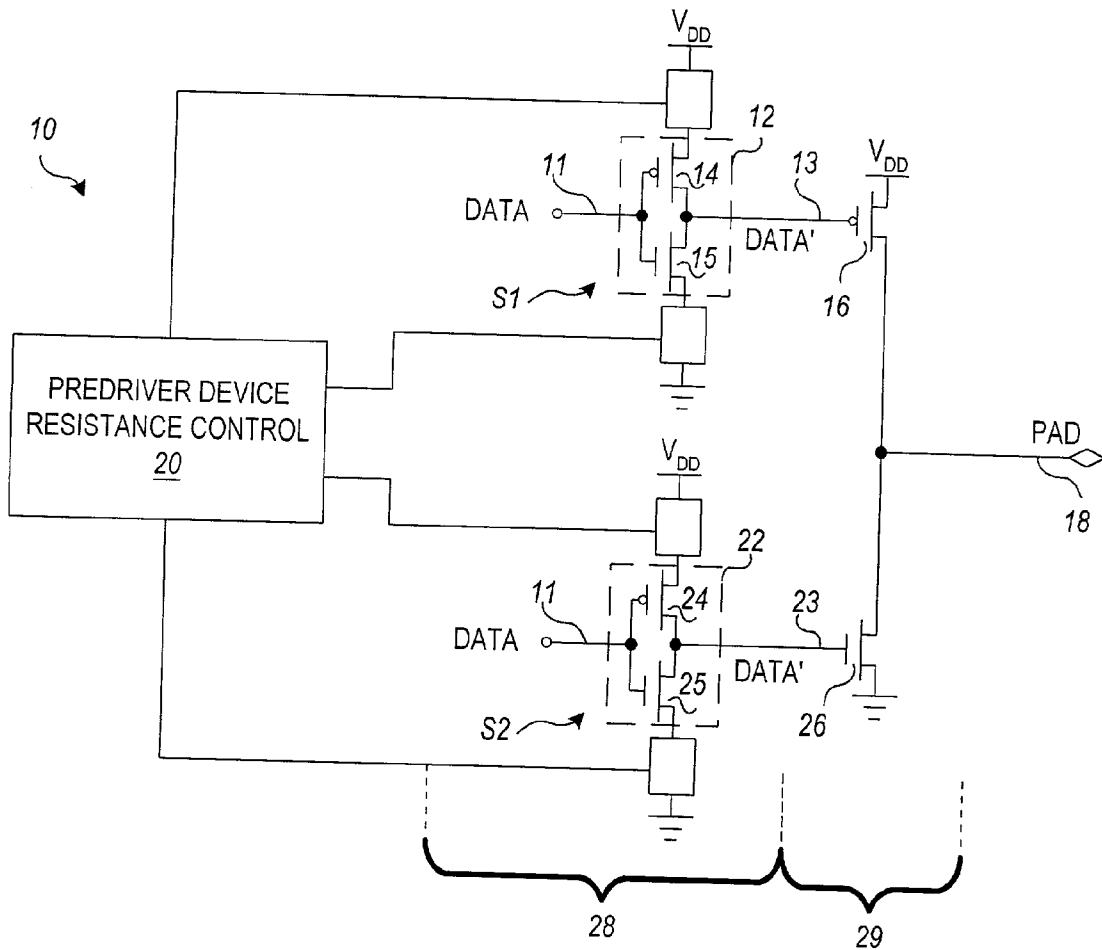 V_DD
10
12
11
14
13
V_DD
DATA
DATA'
15
16
S1
PREDRIVER DEVICE
RESISTANCE CONTROL
20
V_DD
PAD
18
22
11
24
23
DATA
DATA'
25
26
S2
28
29